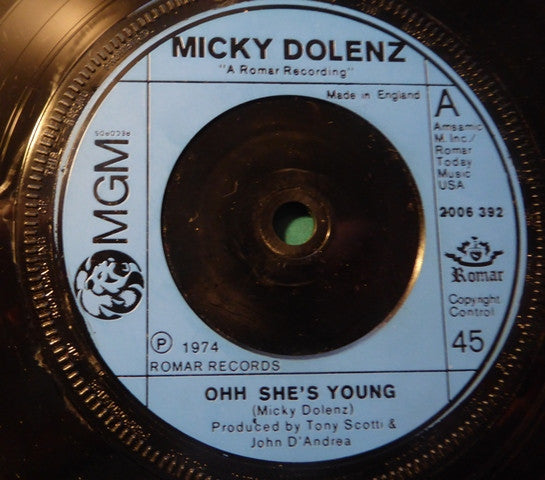 MICKY DOLENZ
"A Romar Recording"
Made in England
A
Amsamic
M. Inc./
Romar
Today
Music
USA
2006 392
Romar
Copyright
Control
45
MGM
RECORDS
Ⓟ 1974
ROMAR RECORDS
OHH SHE'S YOUNG
(Micky Dolenz)
Produced by Tony Scotti &
John D'Andrea